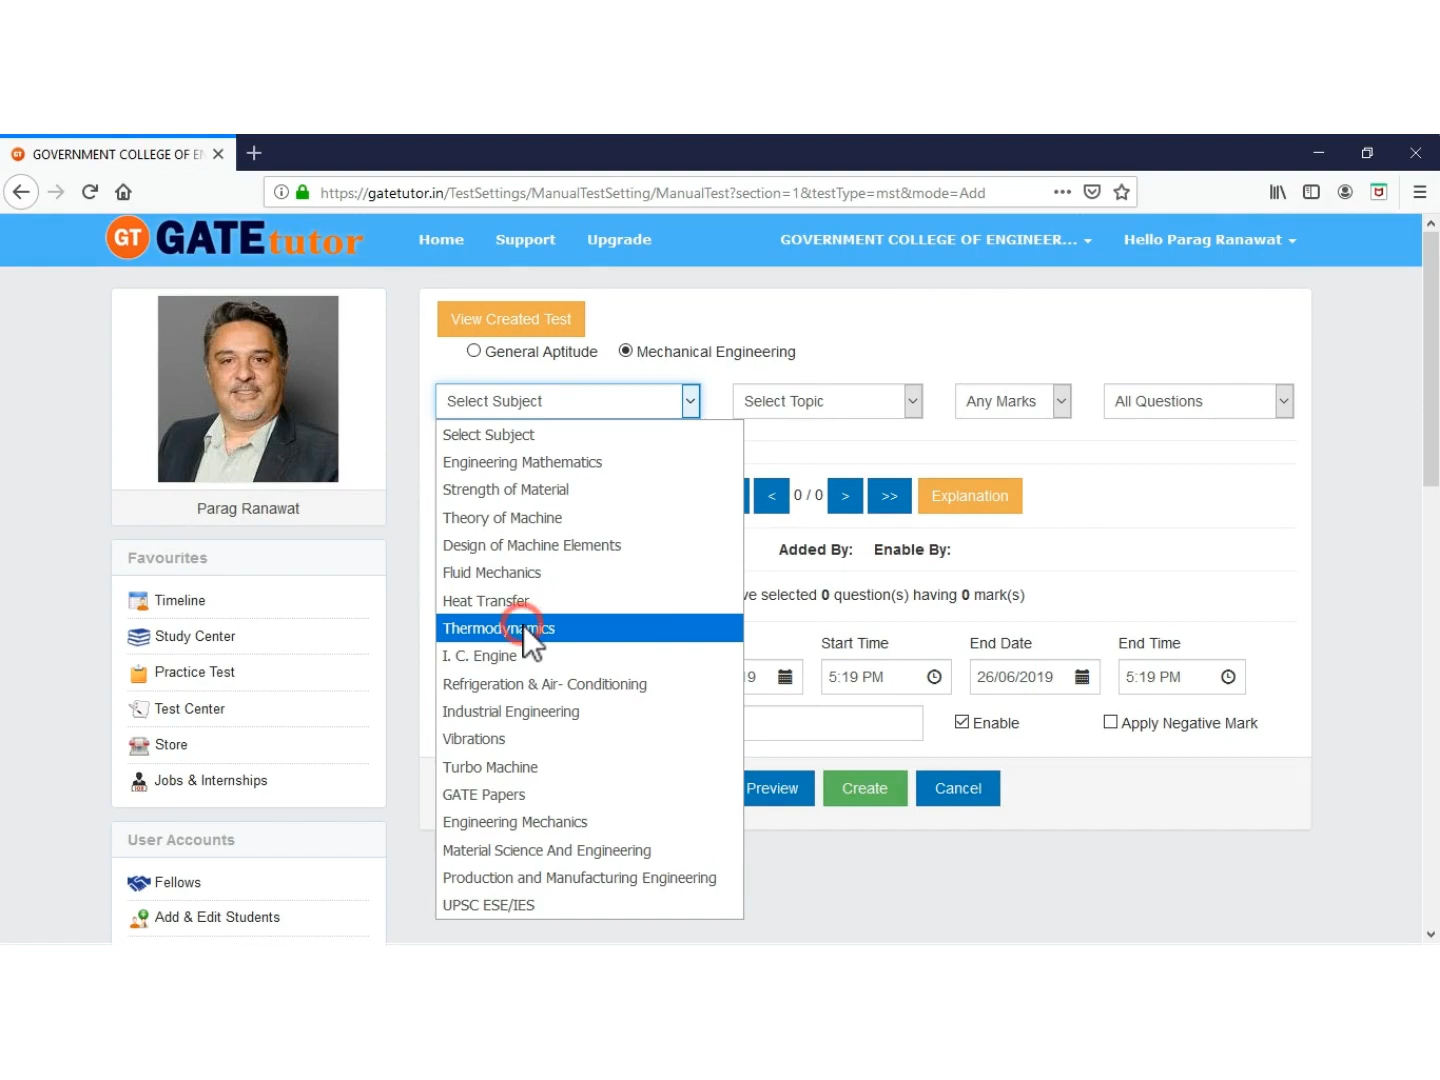 GT GOVERNMENT COLLEGE OF EN
https://gatetutor.in/TestSettings/ManualTestSetting/ManualTest?section=1&testType=mst&mode=Add
GT GATEtutor
Home Support Upgrade GOVERNMENT COLLEGE OF ENGINEER... Hello Parag Ranawat
Parag Ranawat
Favourites
Timeline
Study Center
Practice Test
Test Center
Store
Jobs & Internships
User Accounts
Fellows
Add & Edit Students
View Created Test
General Aptitude Mechanical Engineering
Select Subject Select Topic Any Marks All Questions
Select Subject
Engineering Mathematics
Strength of Material
Theory of Machine
Design of Machine Elements
Fluid Mechanics
Heat Transfer
Thermodynamics
I. C. Engine
Refrigeration & Air- Conditioning
Industrial Engineering
Vibrations
Turbo Machine
GATE Papers
Engineering Mechanics
Material Science And Engineering
Production and Manufacturing Engineering
UPSC ESE/IES
< 0 / 0 > >> Explanation
Added By: Enable By:
ve selected 0 question(s) having 0 mark(s)
Start Time End Date End Time
19 5:19 PM 26/06/2019 5:19 PM
Enable Apply Negative Mark
Preview Create Cancel